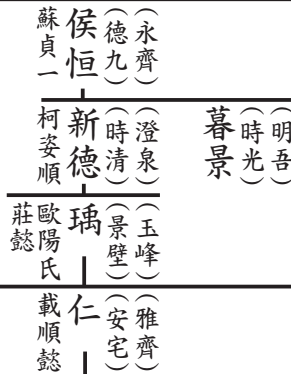 明吾
（時光）
暮景
（永齊）
（德九）
侯恒
蘇貞一
（澄泉）
（時清）
新德
柯姿順
（玉峰）
（景壁）
瑀
歐陽氏
莊懿
（雅齊）
（安宅）
仁
載順懿